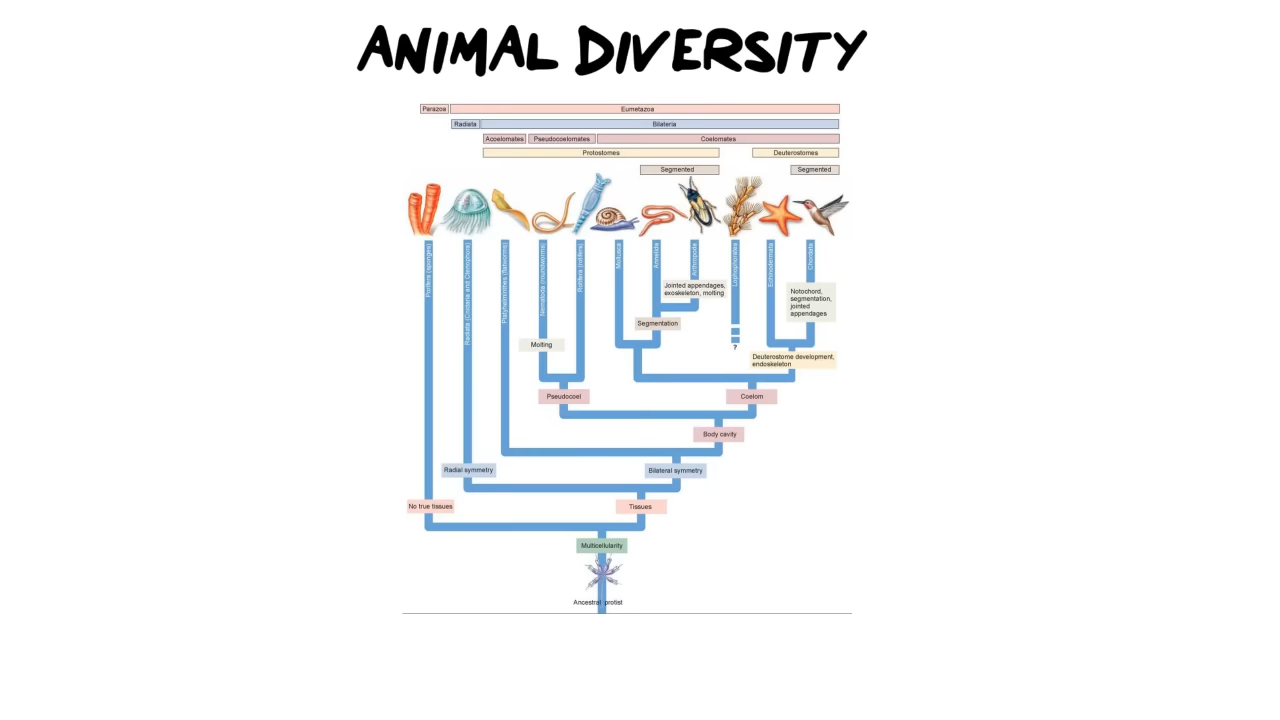 ANIMAL DIVERSITY
Parazoa
Eumetazoa
Radiata
Bilateria
Acoelomates
Pseudocoelomates
Coelomates
Protostomes
Deuterostomes
Segmented
Segmented
Porifera (sponges)
Radiata (Cnidaria and Ctenophora)
Platyhelminthes (flatworms)
Nematoda (roundworms)
Rotifera (rotifers)
Mollusca
Annelida
Arthropoda
Lophophorates
Echinodermata
Chordata
Jointed appendages,
exoskeleton, molting
Notochord,
segmentation,
jointed
appendages
Segmentation
Molting
?
Deuterostome development,
endoskeleton
Pseudocoel
Coelom
Body cavity
Radial symmetry
Bilateral symmetry
No true tissues
Tissues
Multicellularity
Ancestral protist